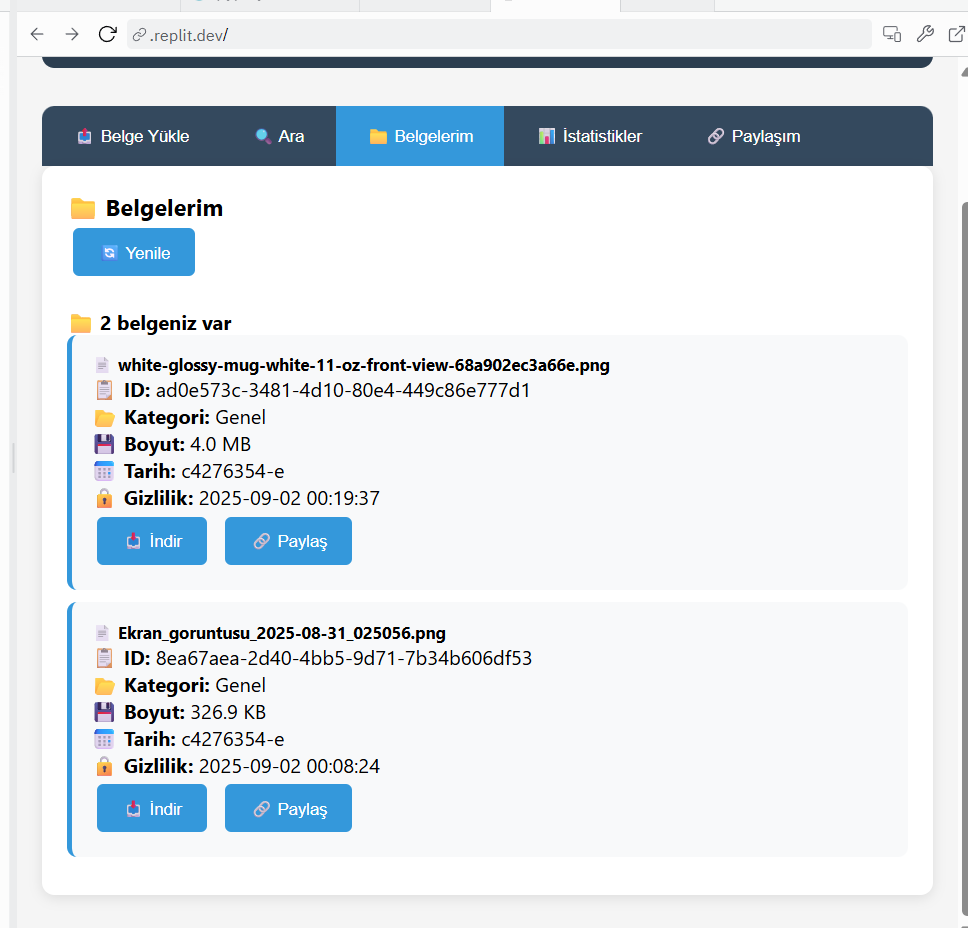 .replit.dev/
Belge Yükle Ara Belgelerim İstatistikler Paylaşım
Belgelerim
Yenile
2 belgeniz var
white-glossy-mug-white-11-oz-front-view-68a902ec3a66e.png
ID: ad0e573c-3481-4d10-80e4-449c86e777d1
Kategori: Genel
Boyut: 4.0 MB
Tarih: c4276354-e
Gizlilik: 2025-09-02 00:19:37
İndir Paylaş
Ekran_goruntusu_2025-08-31_025056.png
ID: 8ea67aea-2d40-4bb5-9d71-7b34b606df53
Kategori: Genel
Boyut: 326.9 KB
Tarih: c4276354-e
Gizlilik: 2025-09-02 00:08:24
İndir Paylaş